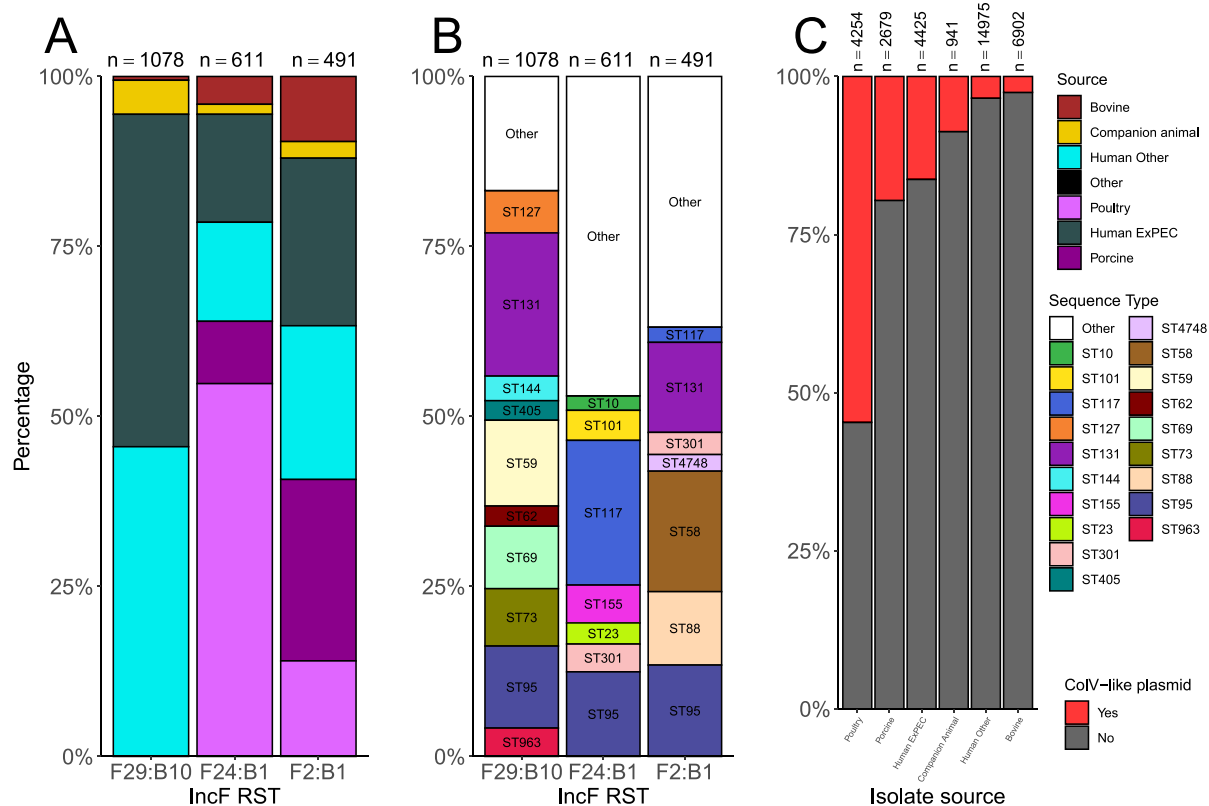 A
n = 1078 n = 611 n = 491
Percentage
100%
75%
50%
25%
0%
F29:B10 F24:B1 F2:B1
IncF RST
B
n = 1078 n = 611 n = 491
100%
75%
50%
25%
0%
Other
ST127
ST131
ST144
ST405
ST59
ST62
ST69
ST73
ST95
ST963
Other
ST10
ST101
ST117
ST155
ST23
ST301
ST95
Other
ST117
ST131
ST301
ST4748
ST58
ST88
ST95
F29:B10 F24:B1 F2:B1
IncF RST
C
n = 4254
n = 2679
n = 4425
n = 941
n = 14975
n = 6902
100%
75%
50%
25%
0%
Poultry
Porcine
Human ExPEC
Companion Animal
Human Other
Bovine
Isolate source
Source
Bovine
Companion animal
Human Other
Other
Poultry
Human ExPEC
Porcine
Sequence Type
Other
ST10
ST101
ST117
ST127
ST131
ST144
ST155
ST23
ST301
ST405
ST4748
ST58
ST59
ST62
ST69
ST73
ST88
ST95
ST963
ColV−like plasmid
Yes
No